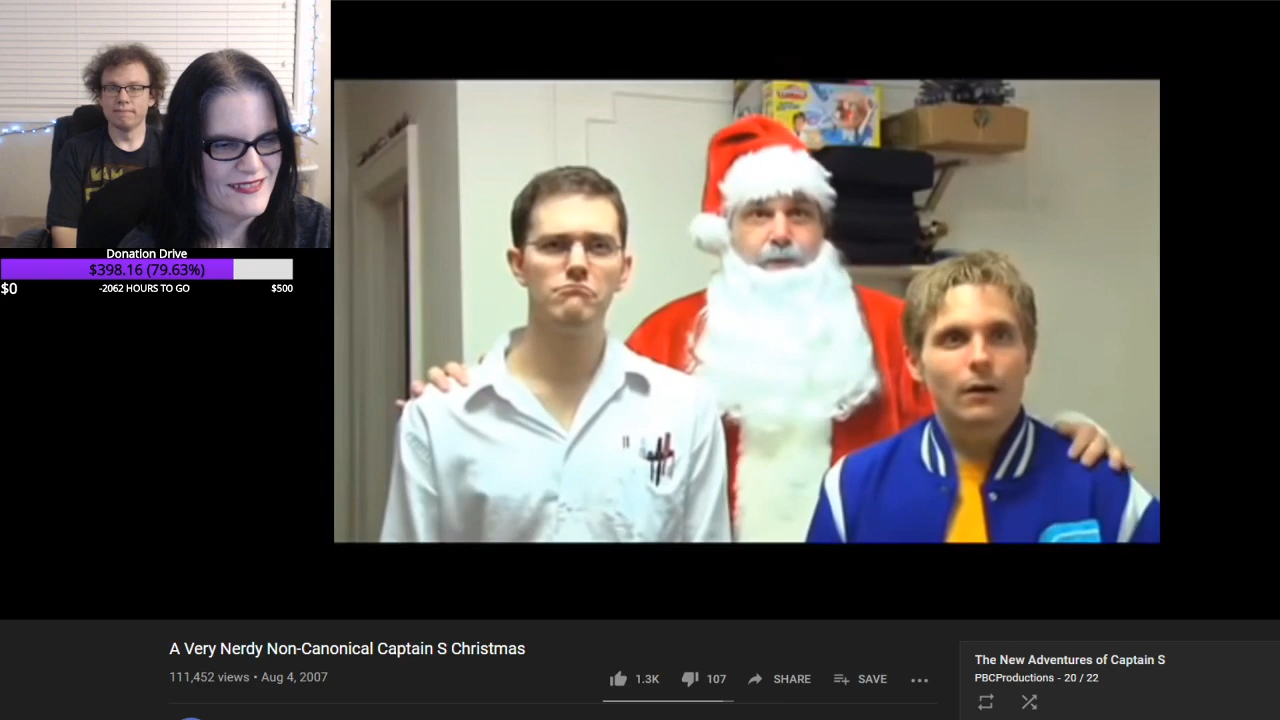 Donation Drive
$398.16 (79.63%)
$0
-2062 HOURS TO GO
$500
A Very Nerdy Non-Canonical Captain S Christmas
111,452 views • Aug 4, 2007
1.3K
107
SHARE
SAVE
The New Adventures of Captain S
PBCProductions - 20 / 22